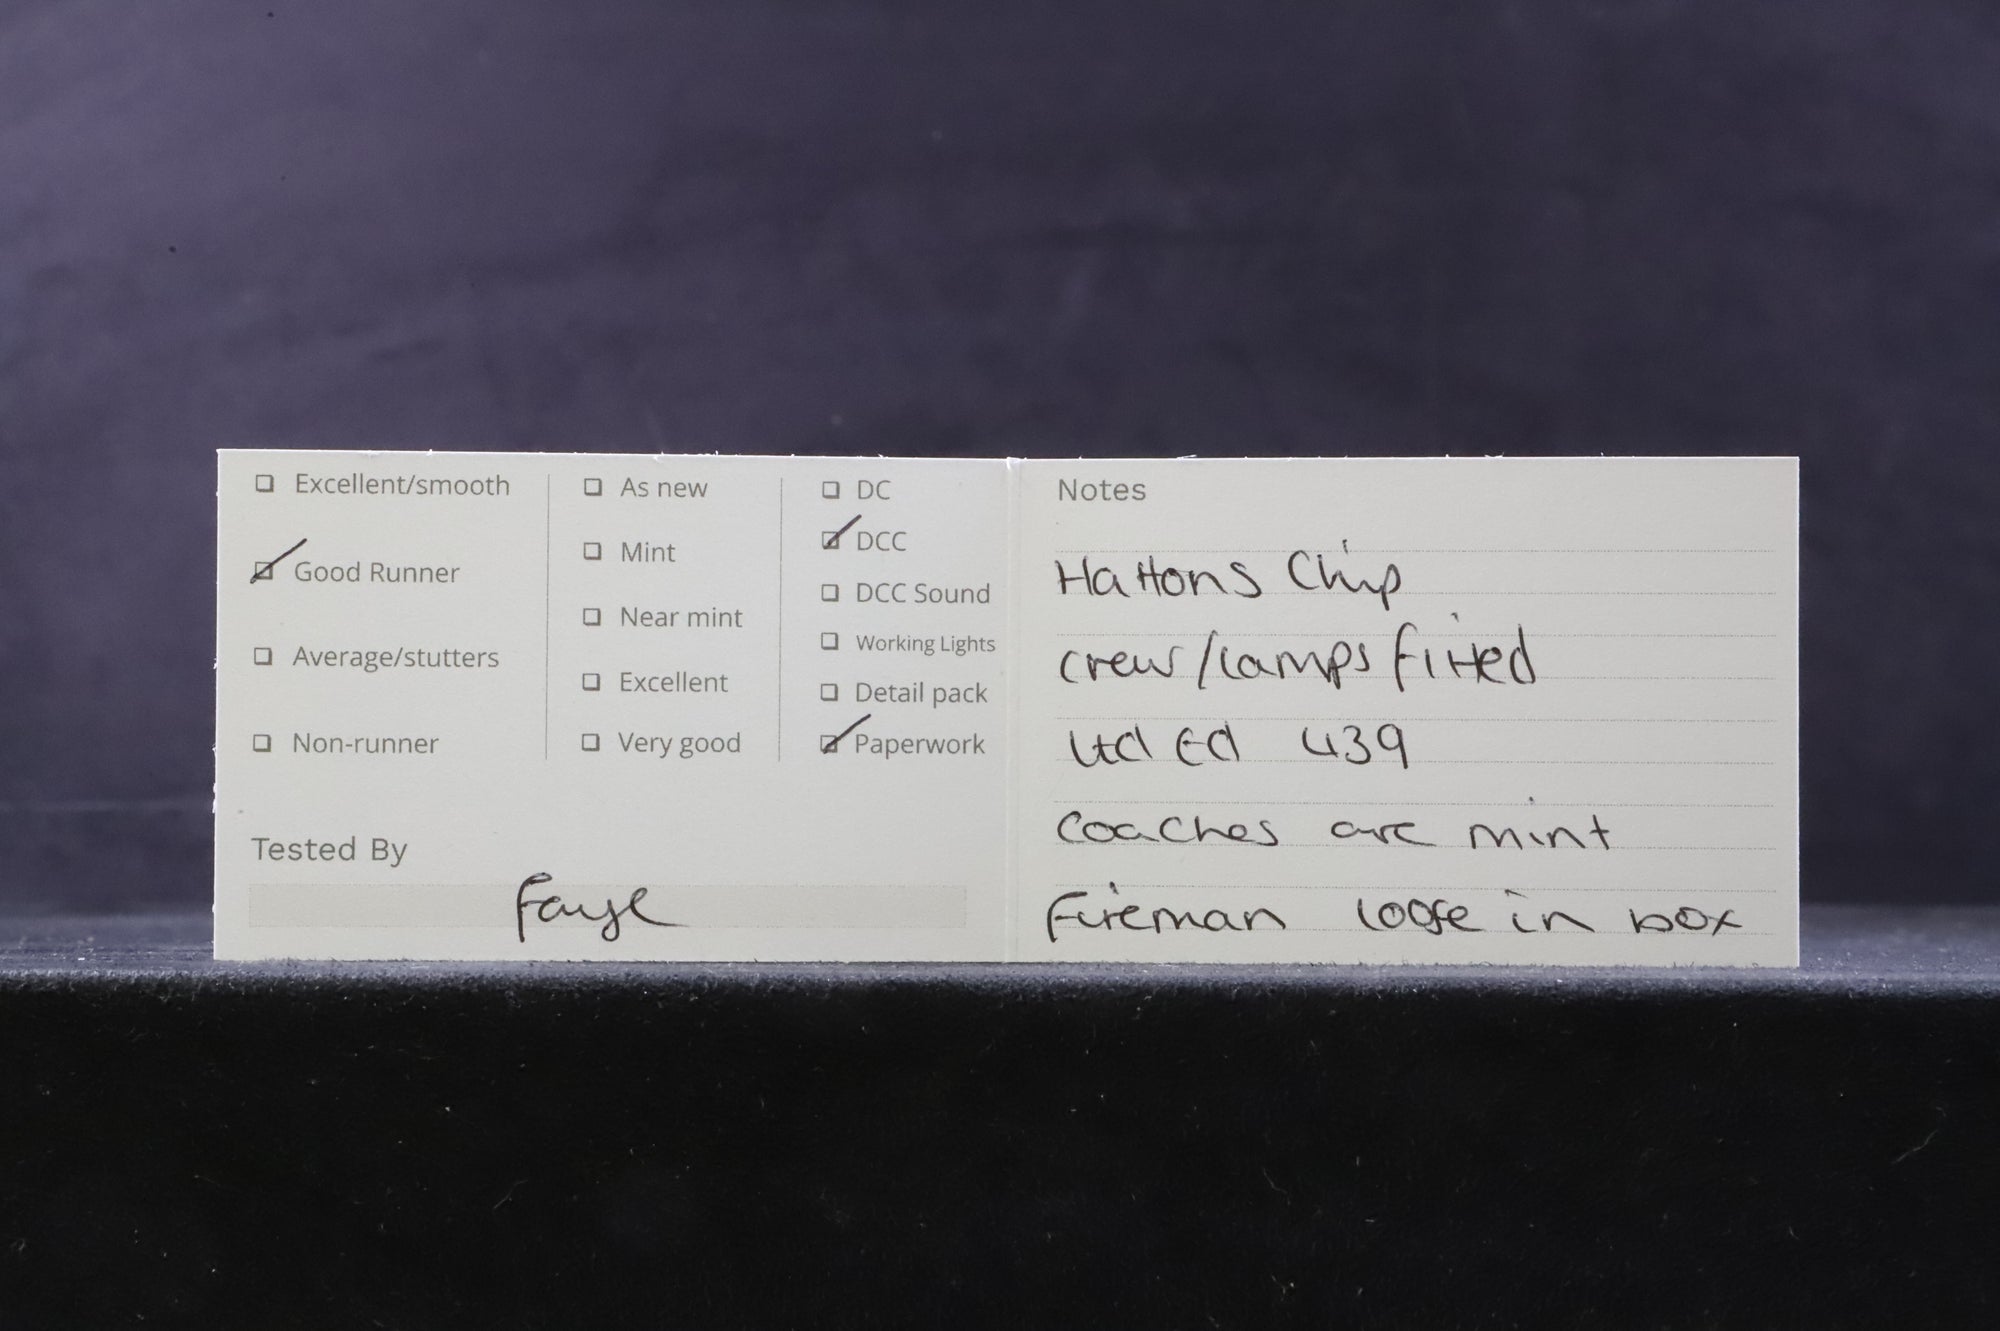 Excellent/smooth
Good Runner
Average/stutters
Non-runner
As new
Mint
Near mint
Excellent
Very good
DC
DCC
DCC Sound
Working Lights
Detail pack
Paperwork
Tested By
Faye
Notes
Hattons Chip
crew/lamps fitted
Ltd Ed 439
coaches are mint
Fireman loose in box